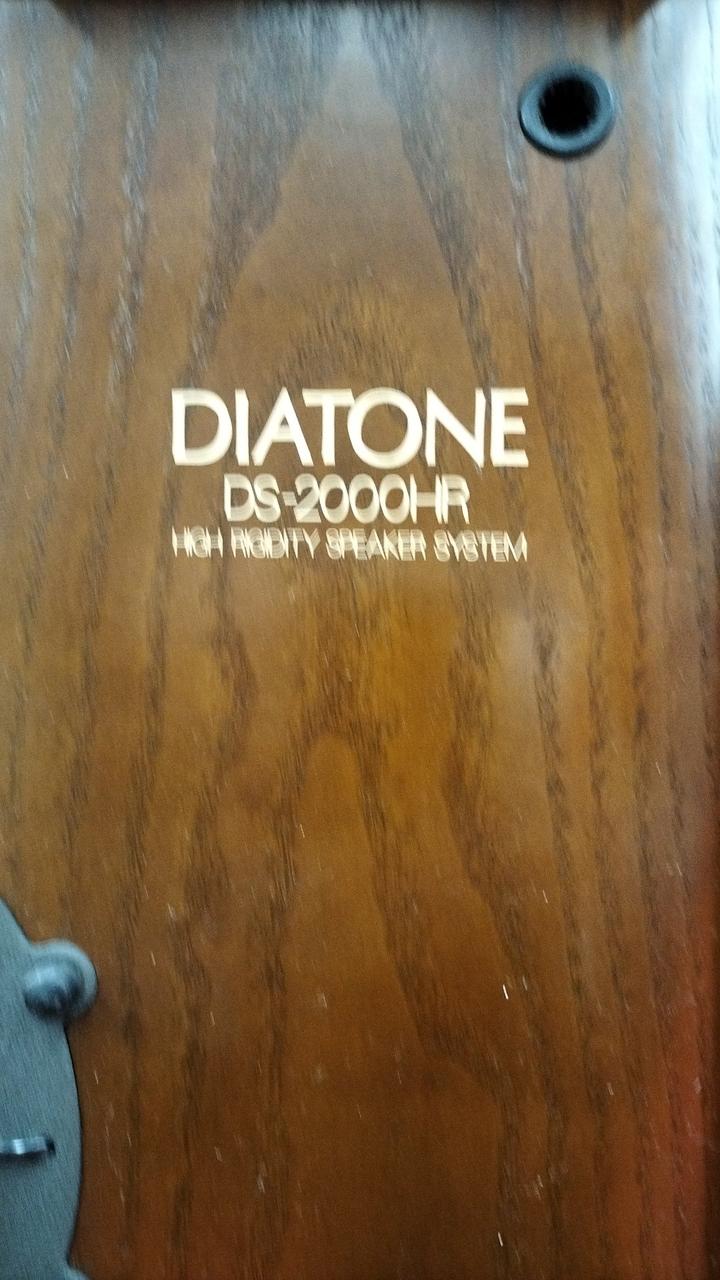 DIATONE
DS-2000HR
HIGH RIGIDITY SPEAKER SYSTEM